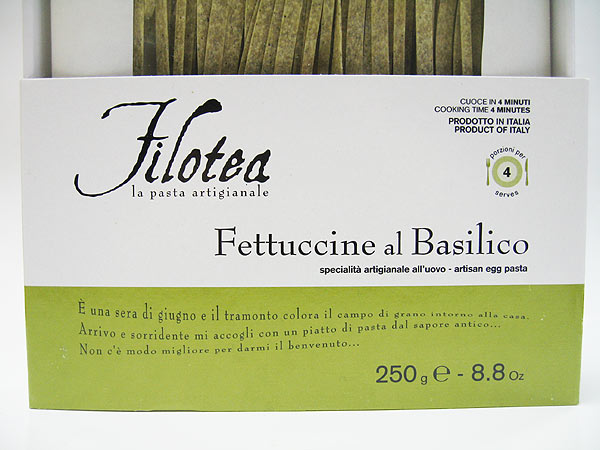 CUOCE IN 4 MINUTI
COOKING TIME 4 MINUTES
PRODOTTO IN ITALIA
PRODUCT OF ITALY
Filotea
la pasta artigianale
porzioni per
4
serves
Fettuccine al Basilico
specialità artigianale all'uovo - artisan egg pasta
È una sera di giugno e il tramonto colora il campo di grano intorno alla casa.
Arrivo e sorridente mi accogli con un piatto di pasta dal sapore antico...
Non c'è modo migliore per darmi il benvenuto...
250 g ℮ - 8.8 Oz